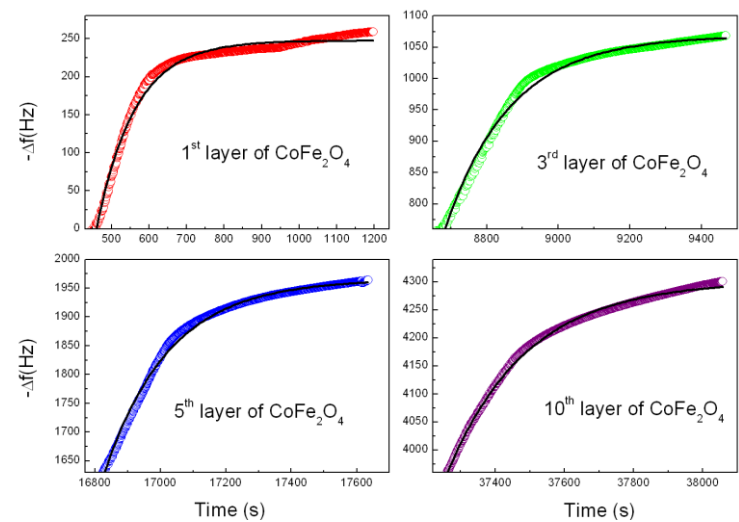 250
200
150
100
50
0
-Δf(Hz)
1st layer of CoFe2O4
500 600 700 800 900 1000 1100 1200
1100
1050
1000
950
900
850
800
3rd layer of CoFe2O4
8800 9000 9200 9400
2000
1950
1900
1850
1800
1750
1700
1650
-Δf(Hz)
5th layer of CoFe2O4
16800 17000 17200 17400 17600
Time (s)
4300
4250
4200
4150
4100
4050
4000
10th layer of CoFe2O4
37400 37600 37800 38000
Time (s)